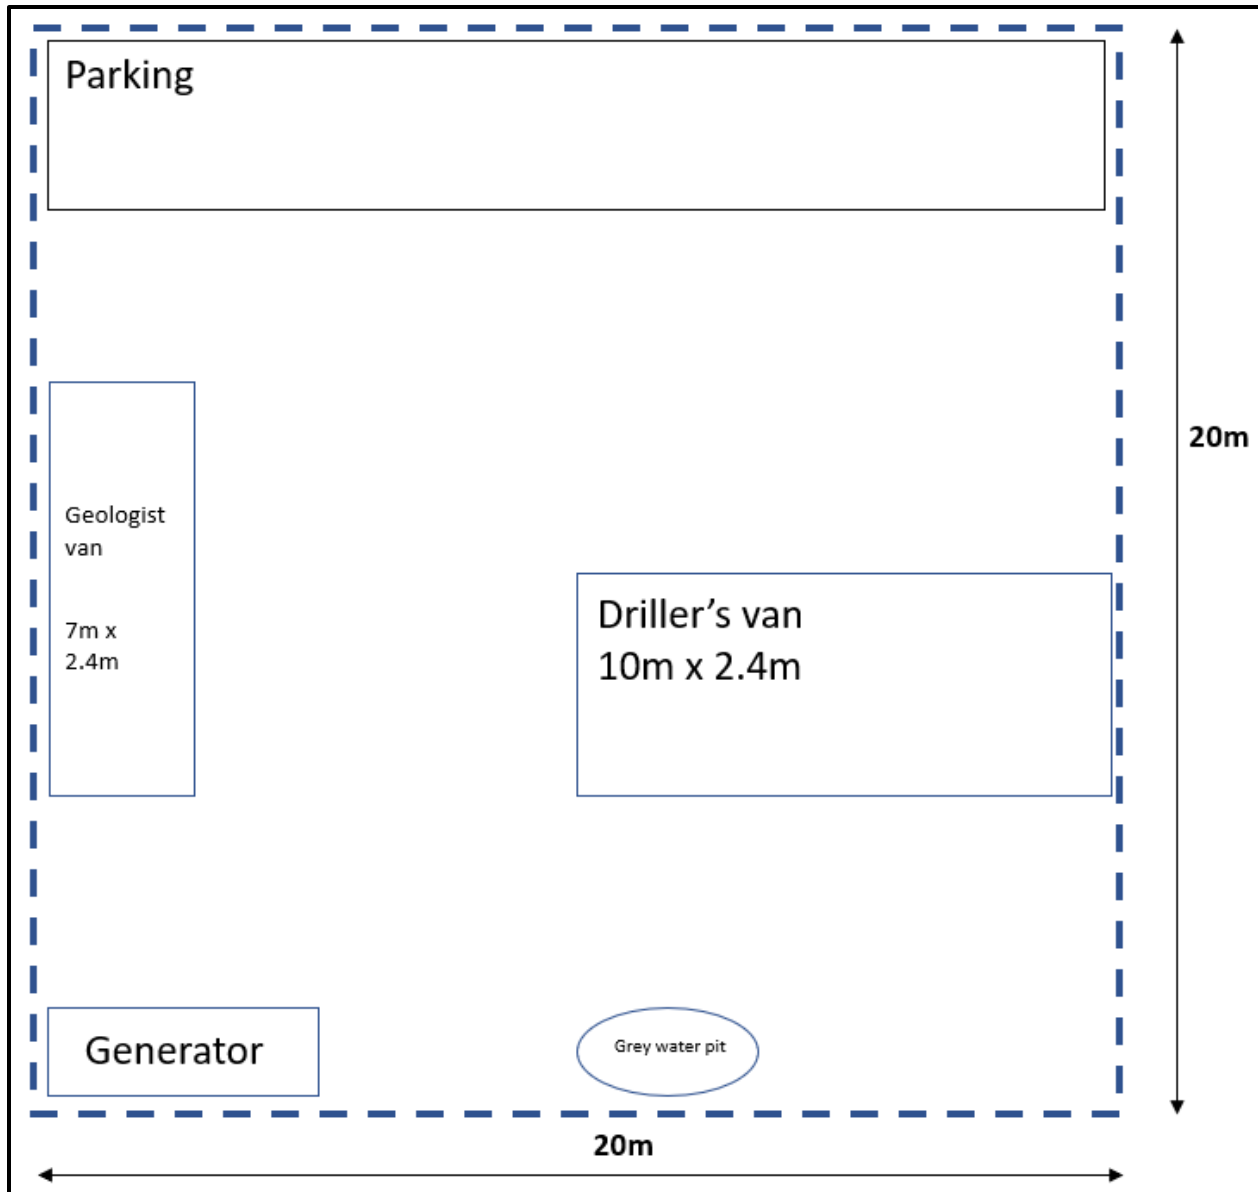 Parking
20m
Geologist
van
7m x
2.4m
Driller’s van
10m x 2.4m
Generator
Grey water pit
20m